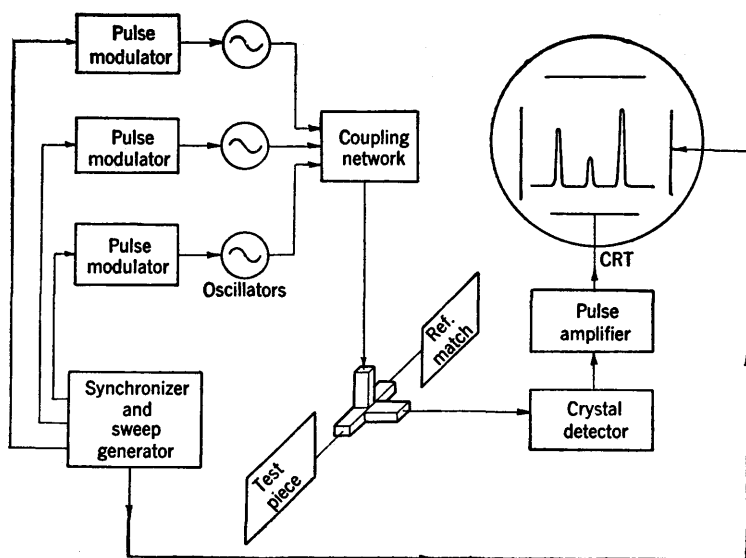 Pulse
modulator
Pulse
modulator
Pulse
modulator
Oscillators
Coupling
network
CRT
Pulse
amplifier
Crystal
detector
Ref.
match
Test
piece
Synchronizer
and
sweep
generator